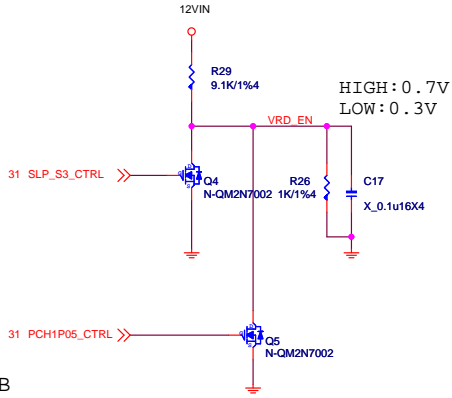 12VIN
R29
9.1K/1%4
HIGH:0.7V
LOW:0.3V
VRD_EN
31 SLP_S3_CTRL
Q4
N-QM2N7002
R26
1K/1%4
C17
X_0.1u16X4
31 PCH1P05_CTRL
Q5
N-QM2N7002
B